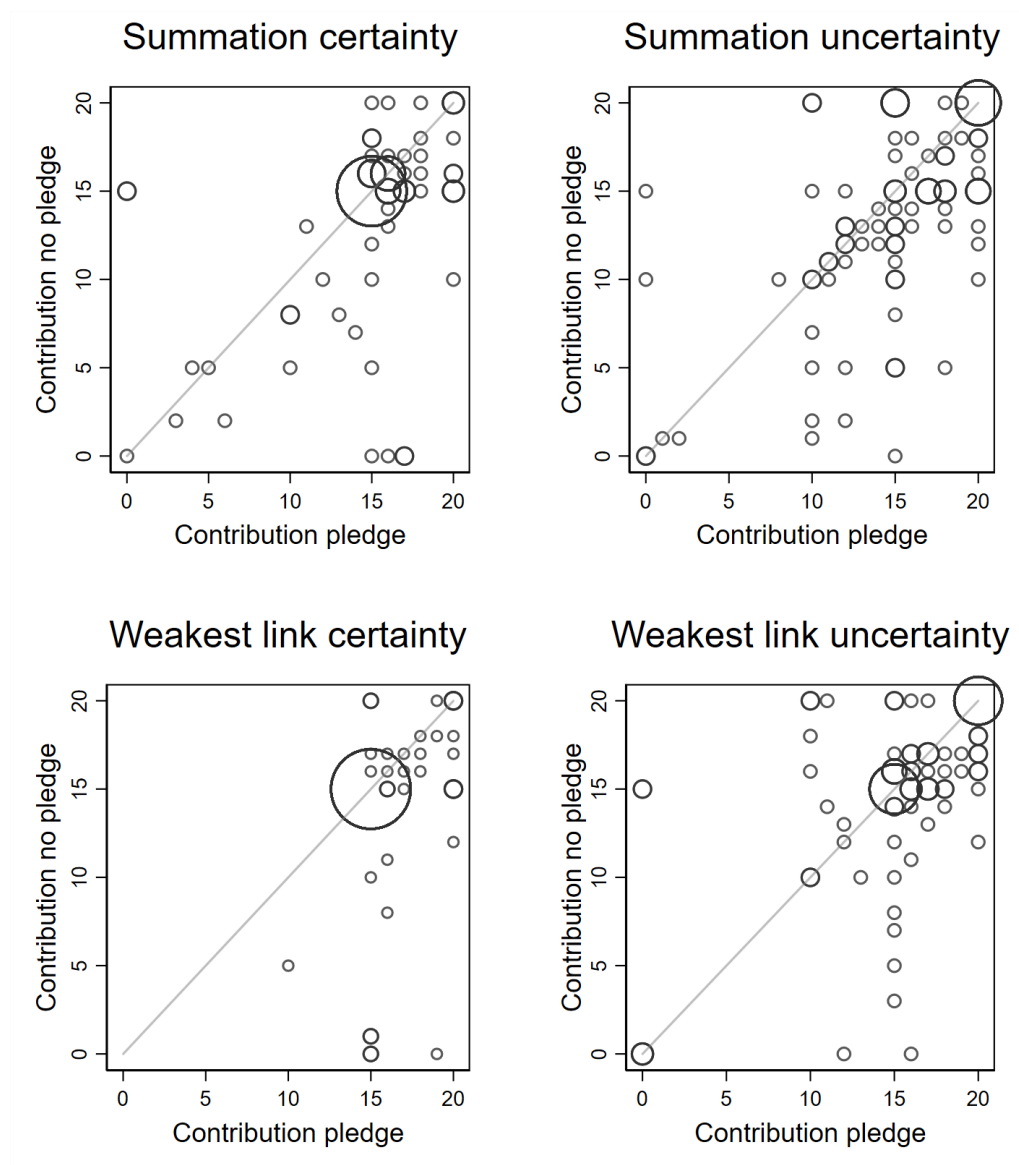 Summation certainty
Contribution no pledge
20
15
10
5
0
0 5 10 15 20
Contribution pledge
Summation uncertainty
Contribution no pledge
20
15
10
5
0
0 5 10 15 20
Contribution pledge
Weakest link certainty
Contribution no pledge
20
15
10
5
0
0 5 10 15 20
Contribution pledge
Weakest link uncertainty
Contribution no pledge
20
15
10
5
0
0 5 10 15 20
Contribution pledge